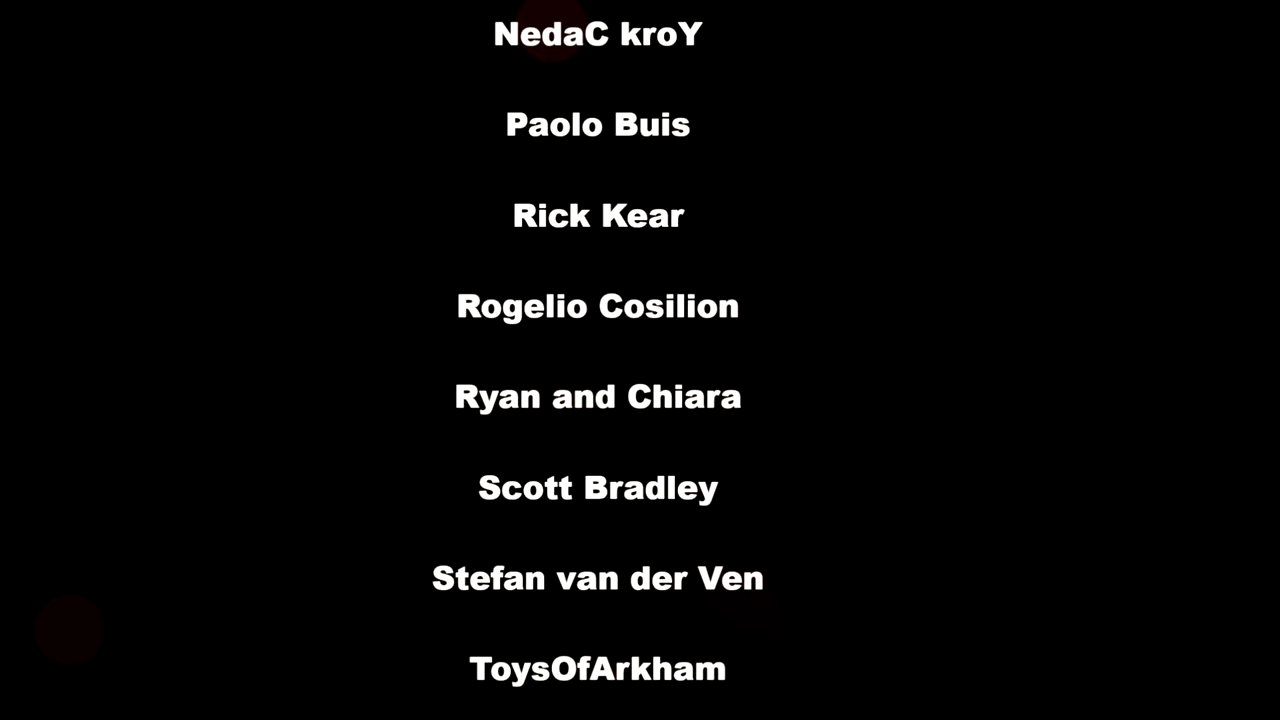 NedaC kroY
Paolo Buis
Rick Kear
Rogelio Cosilion
Ryan and Chiara
Scott Bradley
Stefan van der Ven
ToysOfArkham